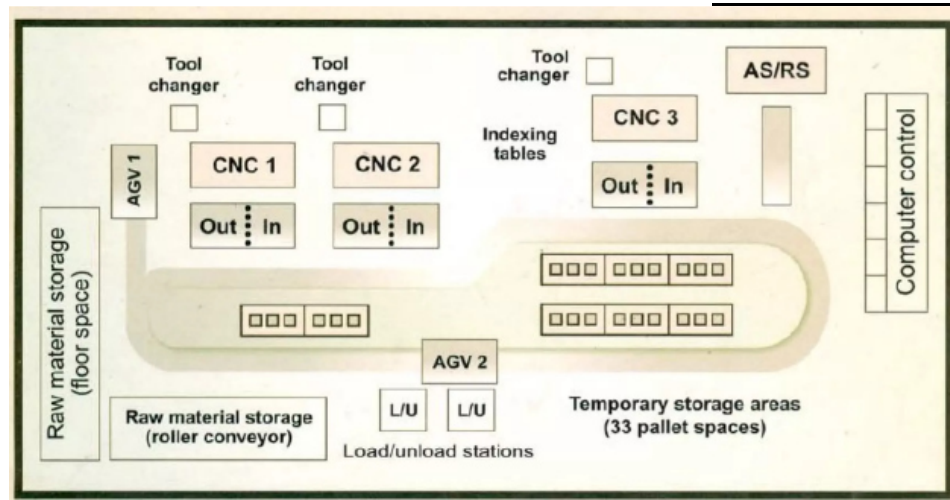 Tool
changer
Tool
changer
Tool
changer
AS/RS
CNC 1
CNC 2
CNC 3
Indexing
tables
AGV 1
Out In
Out In
Out In
Computer control
Raw material storage
(floor space)
AGV 2
L/U L/U
Raw material storage
(roller conveyor)
Load/unload stations
Temporary storage areas
(33 pallet spaces)